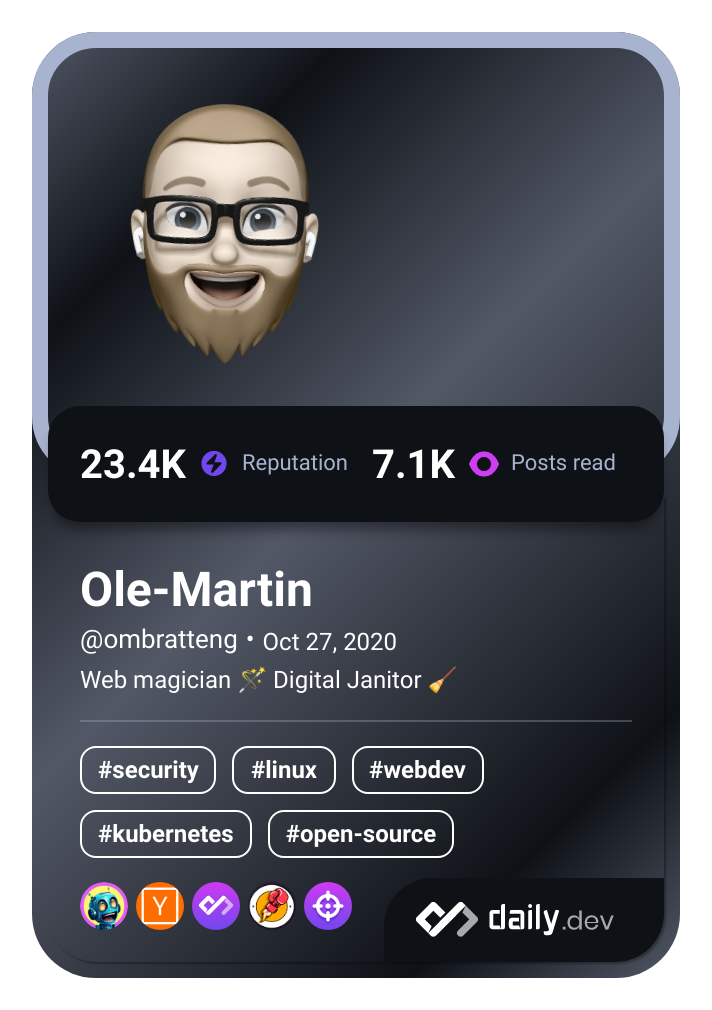 23.4K Reputation 7.1K Posts read
Ole-Martin
@ombratteng • Oct 27, 2020
Web magician 🪄 Digital Janitor 🧹
#security #linux #webdev
#kubernetes #open-source
Y daily.dev